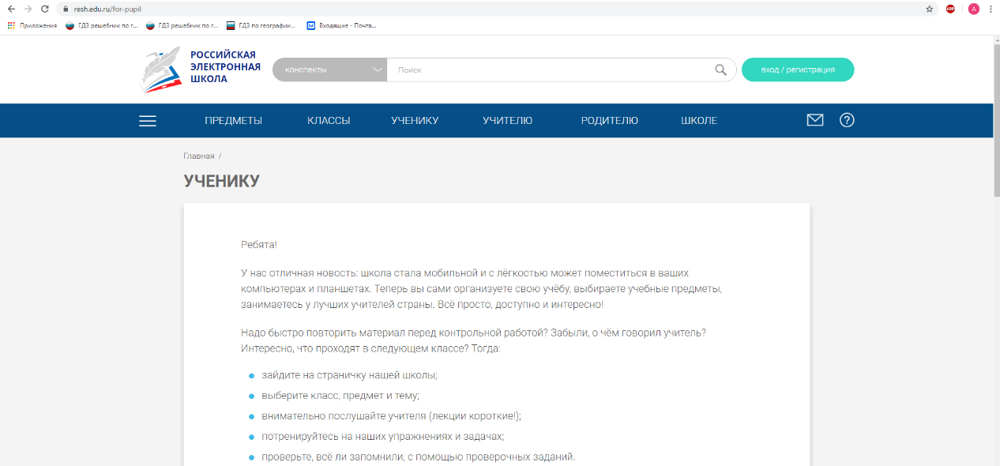 resh.edu.ru/for-pupil
ABP
A
Приложения
ГДЗ решебник по г...
ГДЗ решебник по г...
ГДЗ по географии...
Входящие - Почта...
РОССИЙСКАЯ
ЭЛЕКТРОННАЯ
ШКОЛА
конспекты
Поиск
вход / регистрация
ПРЕДМЕТЫ
КЛАССЫ
УЧЕНИКУ
УЧИТЕЛЮ
РОДИТЕЛЮ
ШКОЛЕ
Главная /
УЧЕНИКУ
Ребята!
У нас отличная новость: школа стала мобильной и с лёгкостью может поместиться в ваших
компьютерах и планшетах. Теперь вы сами организуете свою учёбу, выбираете учебные предметы,
занимаетесь у лучших учителей страны. Всё просто, доступно и интересно!
Надо быстро повторить материал перед контрольной работой? Забыли, о чём говорил учитель?
Интересно, что проходят в следующем классе? Тогда:
зайдите на страничку нашей школы;
выберите класс, предмет и тему;
внимательно послушайте учителя (лекции короткие!);
потренируйтесь на наших упражнениях и задачах;
проверьте, всё ли запомнили, с помощью проверочных заданий.